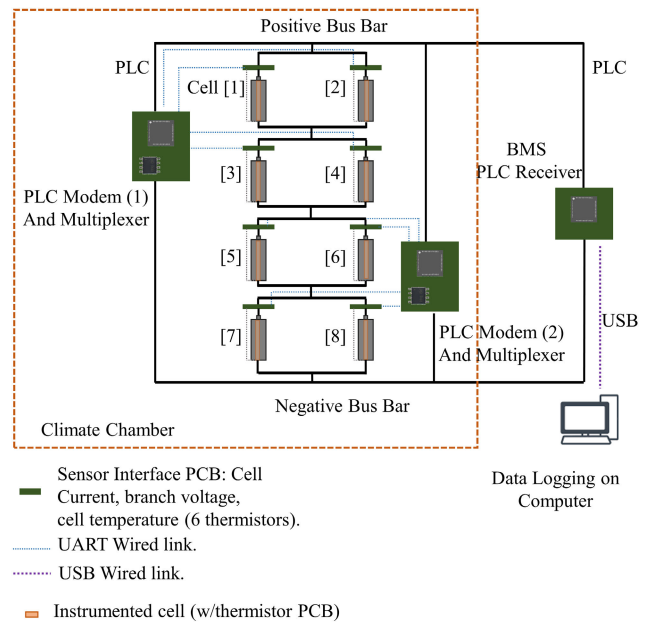 Positive Bus Bar
PLC
PLC
Cell [1]
[2]
BMS
PLC Receiver
[3]
[4]
PLC Modem (1)
And Multiplexer
[5]
[6]
USB
[7]
[8]
PLC Modem (2)
And Multiplexer
Negative Bus Bar
Climate Chamber
Data Logging on
Computer
Sensor Interface PCB: Cell
Current, branch voltage,
cell temperature (6 thermistors).
UART Wired link.
USB Wired link.
Instrumented cell (w/thermistor PCB)